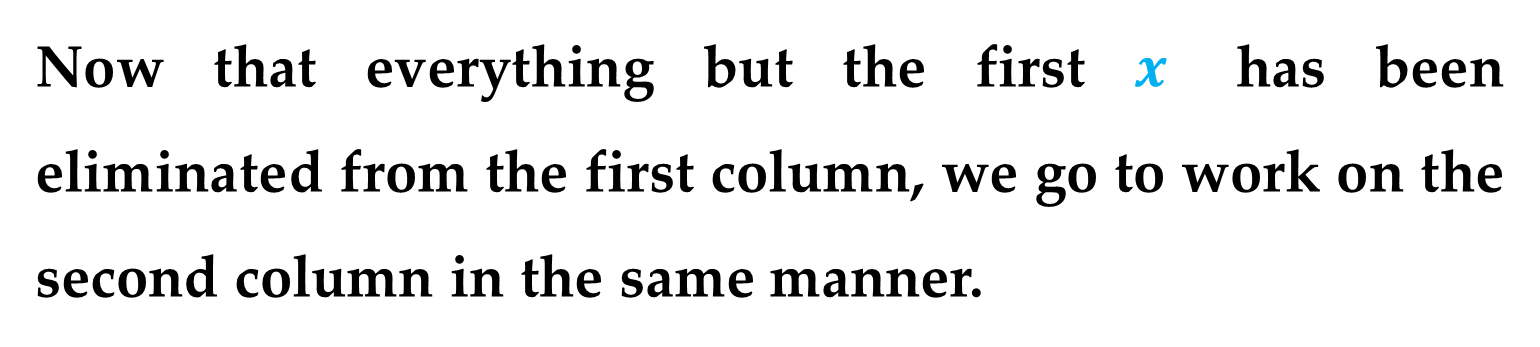 Now that everything but the first x has been
eliminated from the first column, we go to work on the
second column in the same manner.